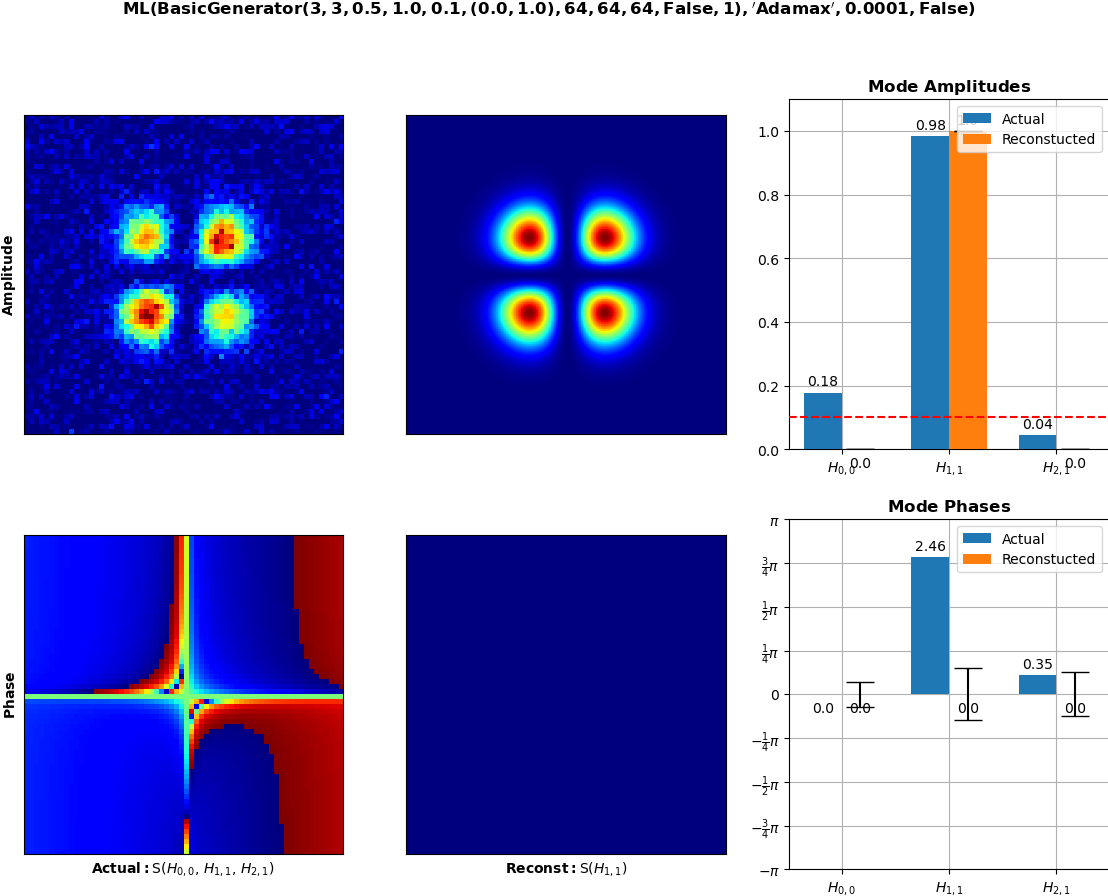 ML(BasicGenerator(3, 3, 0.5, 1.0, 0.1, (0.0, 1.0), 64, 64, 64, False, 1), ′Adamax′, 0.0001, False)
Amplitude
Mode Amplitudes
Actual
Reconstucted
1.0
0.8
0.6
0.4
0.2
0.0
0.18
0.0
0.98
0.04
0.0
H0,0
H1,1
H2,1
Phase
Actual: S(H0,0, H1,1, H2,1)
Reconst: S(H1,1)
Mode Phases
Actual
Reconstucted
π
3/4π
1/2π
1/4π
0
−1/4π
−1/2π
−3/4π
−π
0.0
0.0
2.46
0.0
0.35
0.0
H0,0
H1,1
H2,1